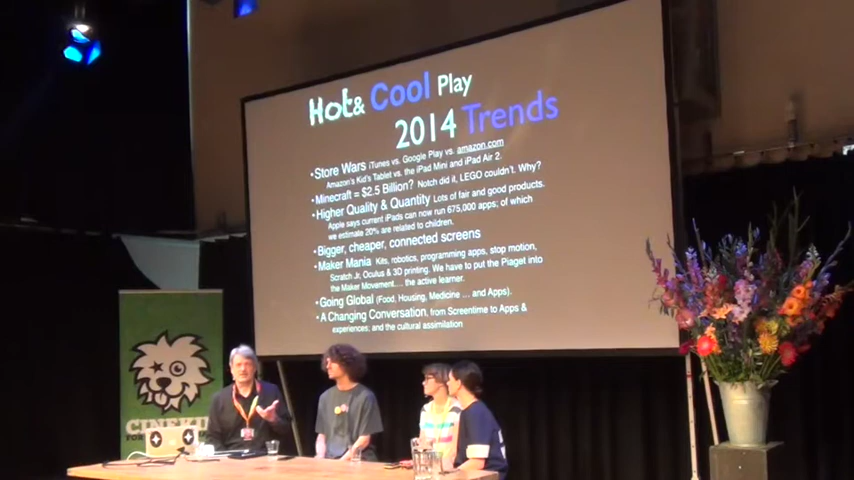 Hot& Cool Play
2014 Trends
•Store Wars iTunes vs. Google Play vs. amazon.com
Amazon's Kid's Tablet vs. the iPad Mini and iPad Air 2.
•Minecraft = $2.5 Billion? Notch did it, LEGO couldn't. Why?
•Higher Quality & Quantity Lots of fair and good products.
Apple says current iPads can now run 675,000 apps; of which
we estimate 20% are related to children.
•Bigger, cheaper, connected screens
•Maker Mania Kits, robotics, programming apps, stop motion,
Scratch Jr, Oculus & 3D printing. We have to put the Piaget into
the Maker Movement.... the active learner.
•Going Global (Food, Housing, Medicine ... and Apps)
•A Changing Conversation, from Screentime to Apps &
experiences, and the cultural assimilation
CINEKID